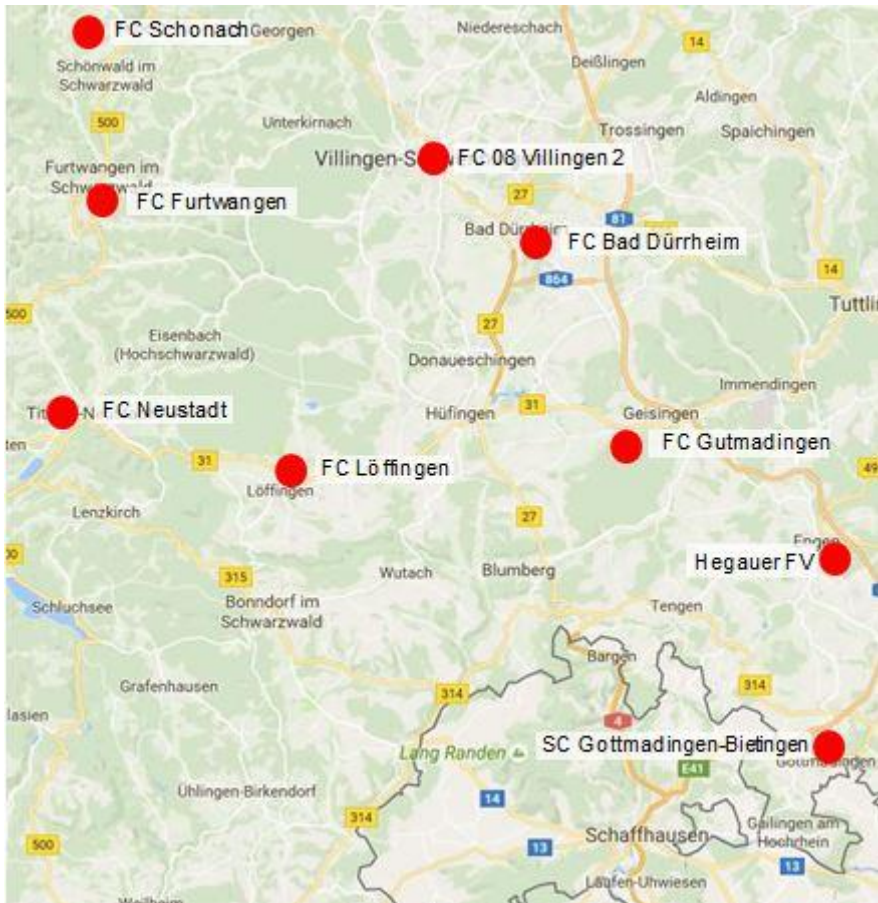 FC Schonach
Georgen
Niedereschach
14
Deißlingen
Schönwald im
Schwarzwald
Aldingen
500
Unterkirnach
Trossingen
Spaichingen
Villingen-S
FC 08 Villingen 2
Furtwangen im
27
FC Furtwangen
81
Bad Dürrheim
FC Bad Dürrheim
14
864
500
Tuttli
27
Eisenbach
(Hochschwarzwald)
Donaueschingen
Immendingen
FC Neustadt
Hüfingen
31
Geisingen
FC Gutmadingen
31
FC Löffingen
49
Löffingen
Lenzkirch
27
Engen
Hegauer FV
Wutach
Blumberg
315
Schluchsee
Bonndorf im
Schwarzwald
Tengen
Bargen
Grafenhausen
314
314
lasien
4
SC Gottmadingen-Bietingen
Lang Randen
E41
Ühlingen-Birkendorf
14
314
Schaffhausen
Gailingen am
Hochrhein
500
13
13
Laufen-Uhwiesen